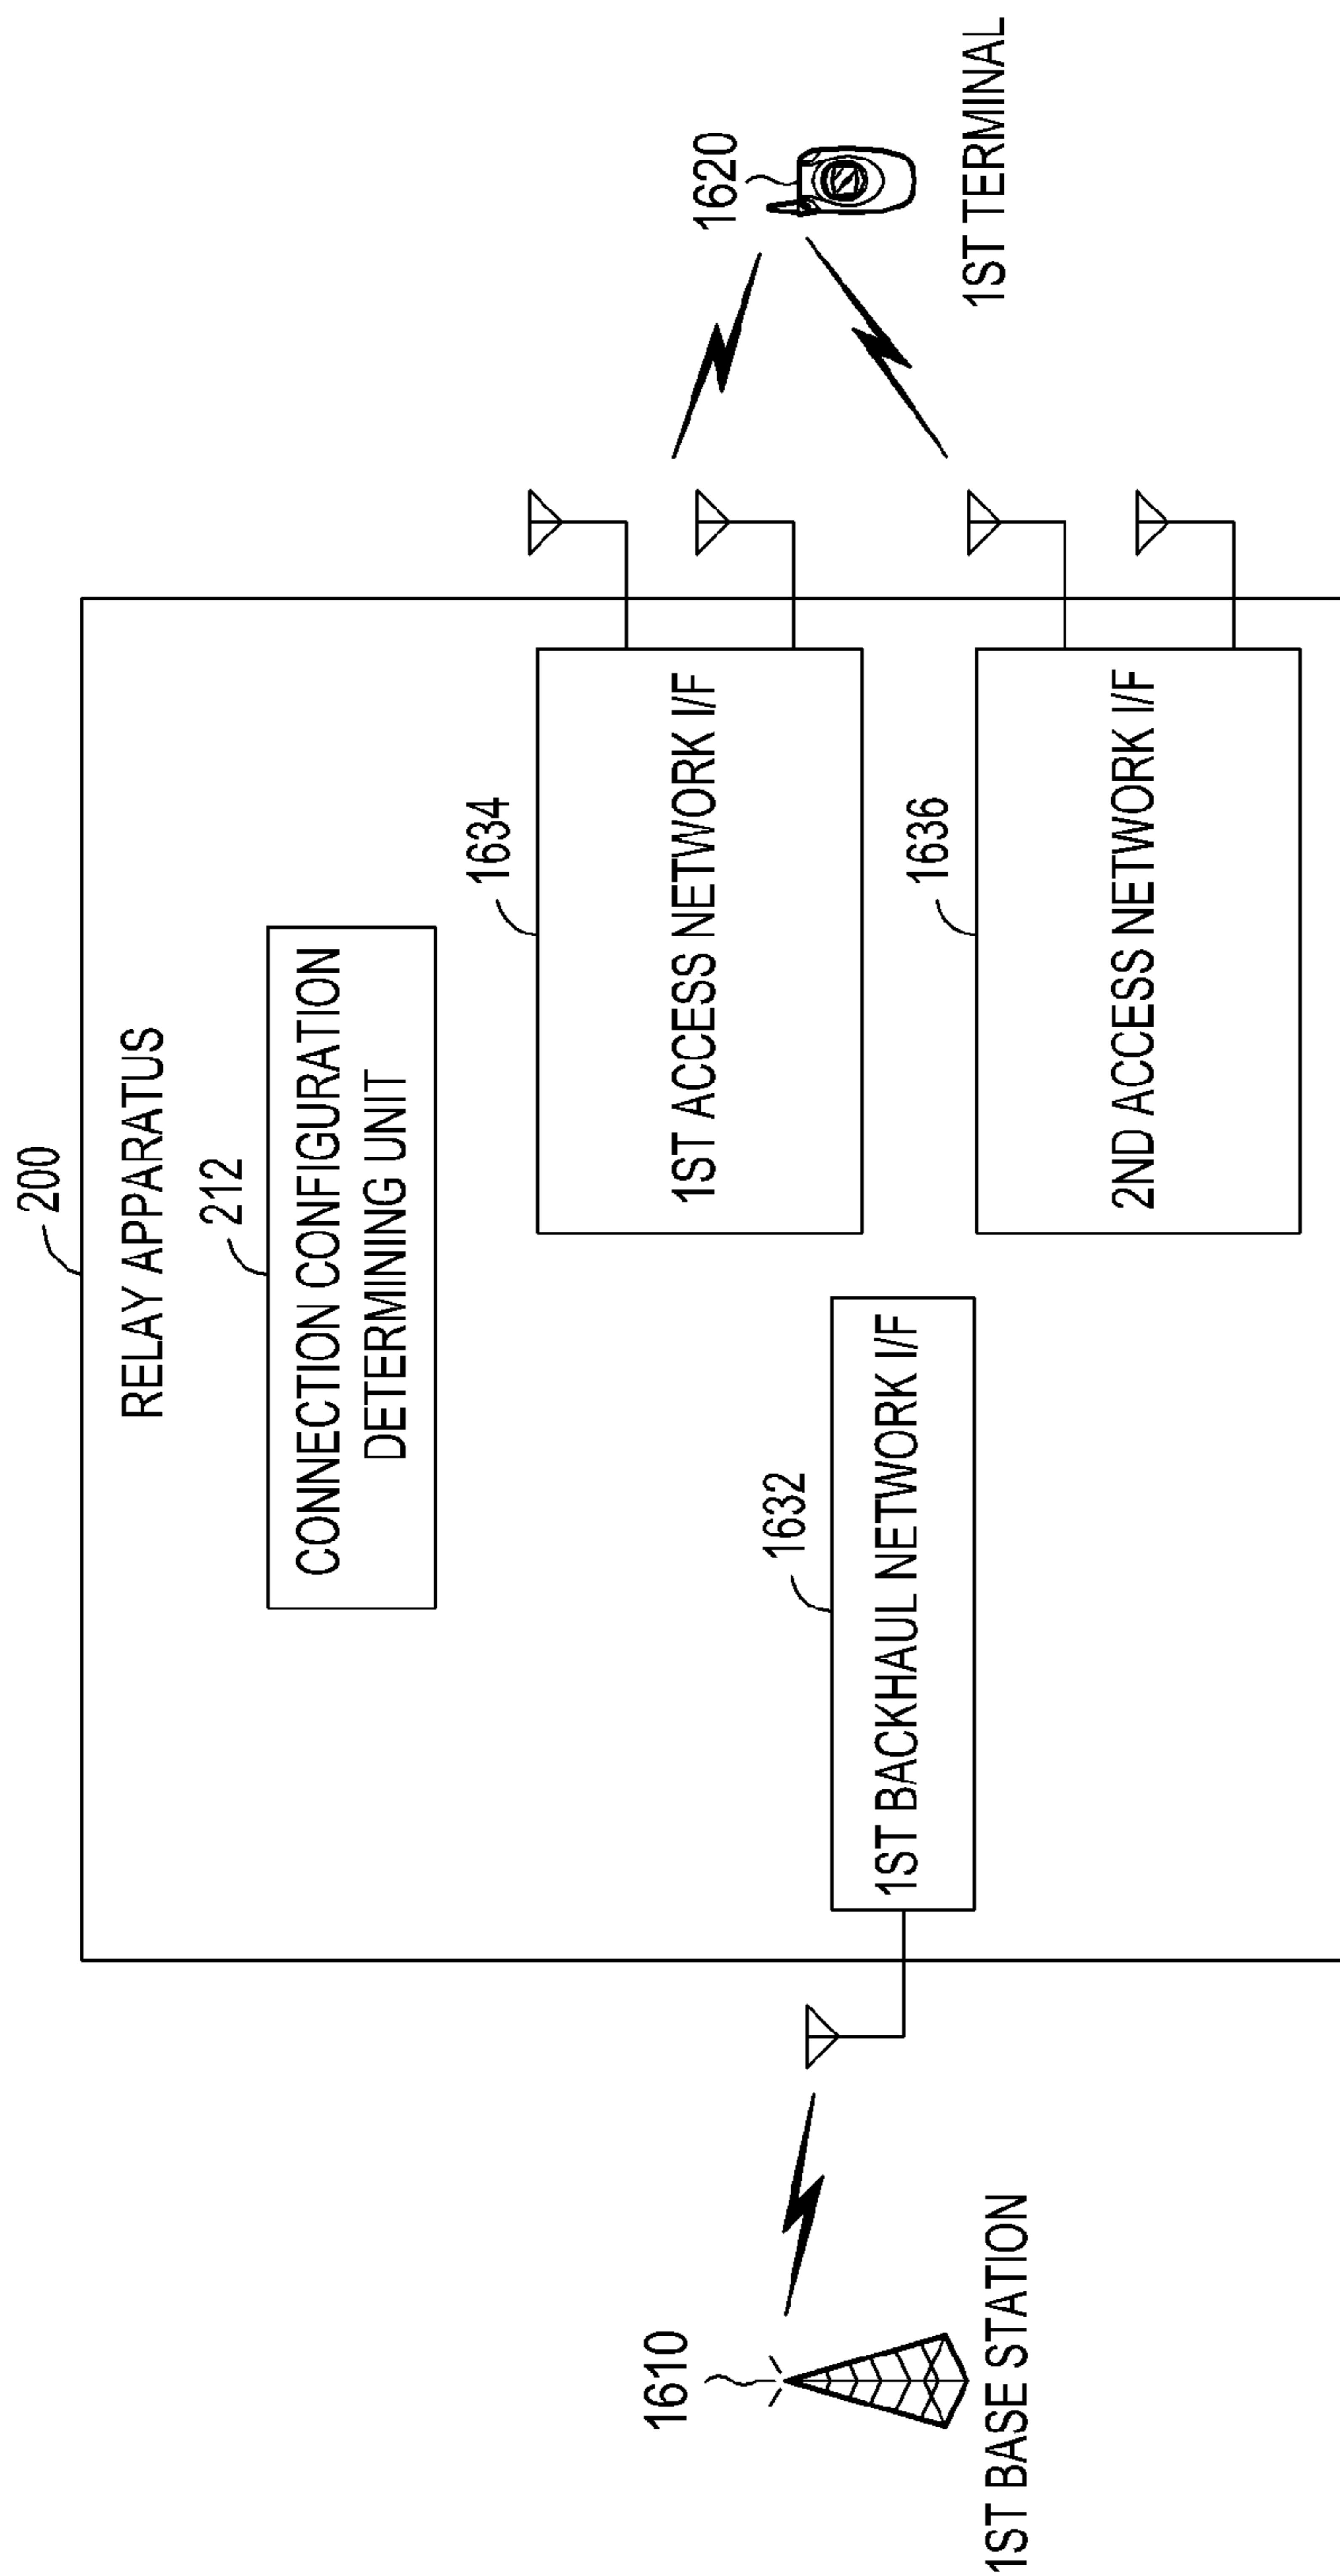 200
RELAY APPARATUS
212
CONNECTION CONFIGURATION
DETERMINING UNIT
1634
1ST ACCESS NETWORK I/F
1632
1ST BACKHAUL NETWORK I/F
1636
2ND ACCESS NETWORK I/F
1610
1ST BASE STATION
1620
1ST TERMINAL